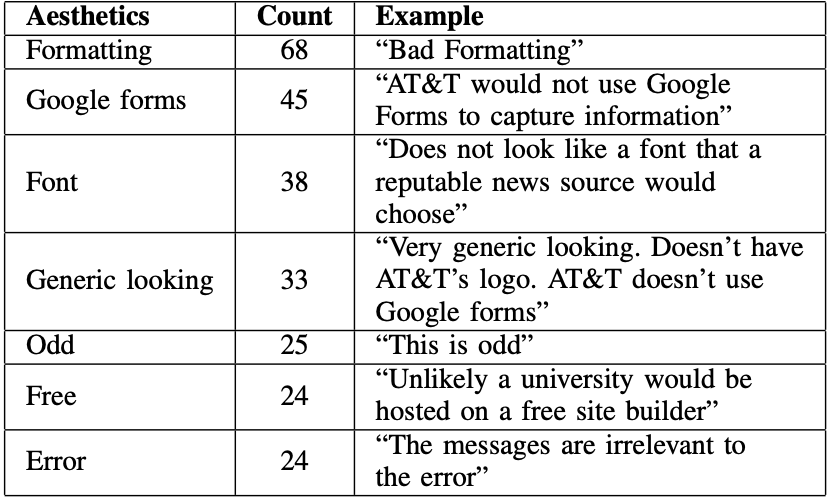 Aesthetics Count Example
Formatting 68 “Bad Formatting”
Google forms 45 “AT&T would not use Google
Forms to capture information”
Font 38 “Does not look like a font that a
reputable news source would
choose”
Generic looking 33 “Very generic looking. Doesn’t have
AT&T’s logo. AT&T doesn’t use
Google forms”
Odd 25 “This is odd”
Free 24 “Unlikely a university would be
hosted on a free site builder”
Error 24 “The messages are irrelevant to
the error”